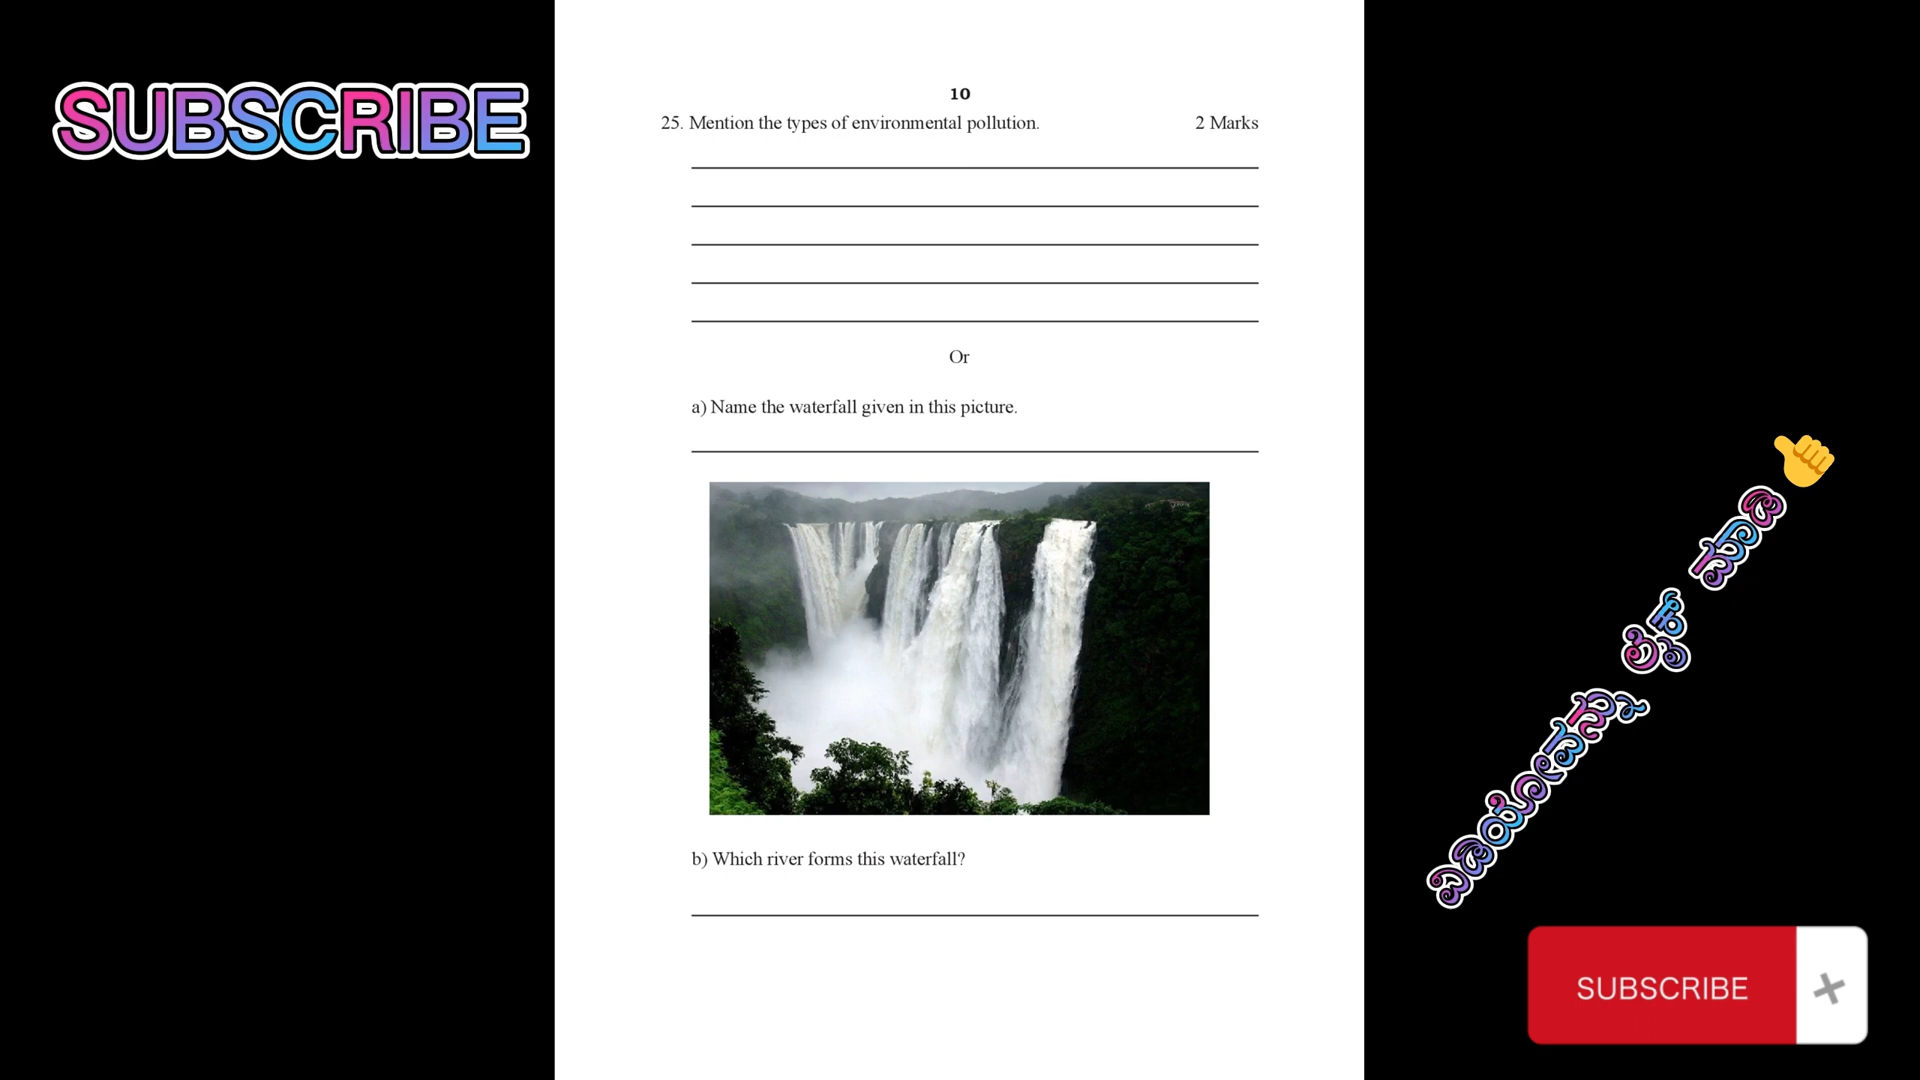 SUBSCRIBE
10
25. Mention the types of environmental pollution. 2 Marks
Or
a) Name the waterfall given in this picture.
b) Which river forms this waterfall?
ವಿಡಿಯೋವನ್ನು ಲೈಕ್ ಮಾಡಿ
SUBSCRIBE